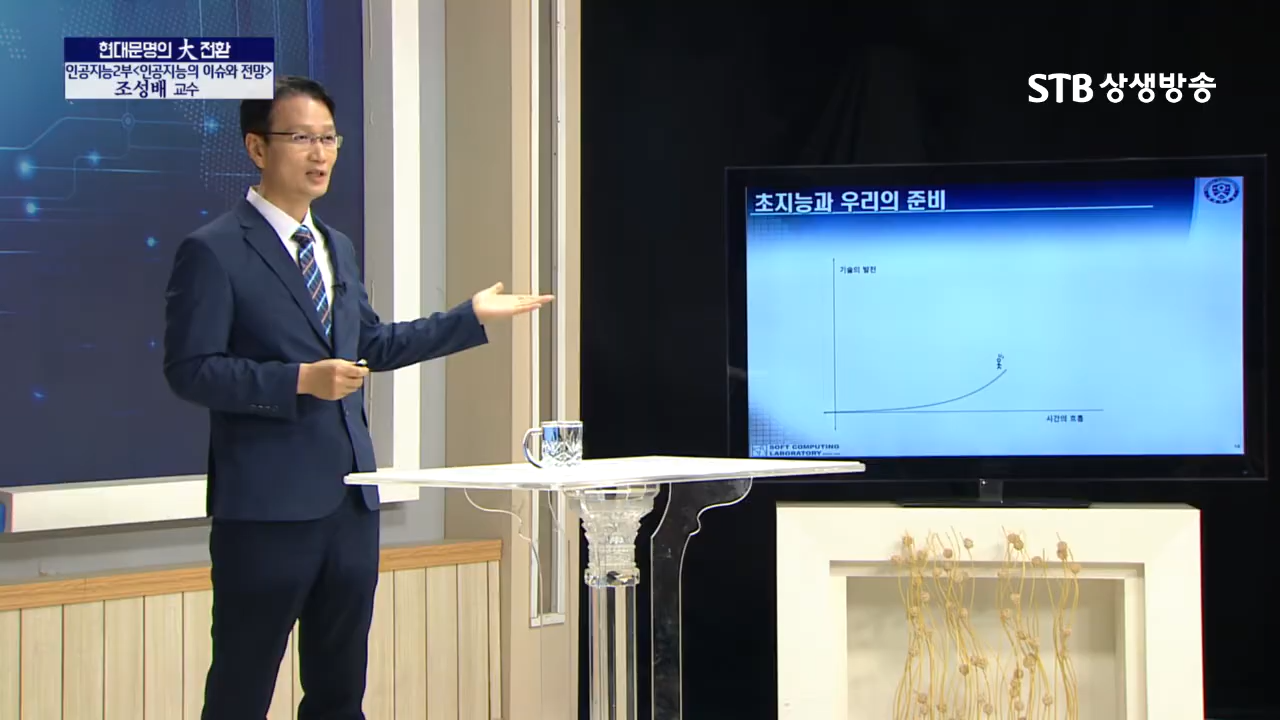 현대문명의 大 전환
인공지능2부<인공지능의 이슈와 전망>
조성배 교수
STB 상생방송
초지능과 우리의 준비
기술의 발전
시간의 흐름
SOFT COMPUTING
LABORATORY